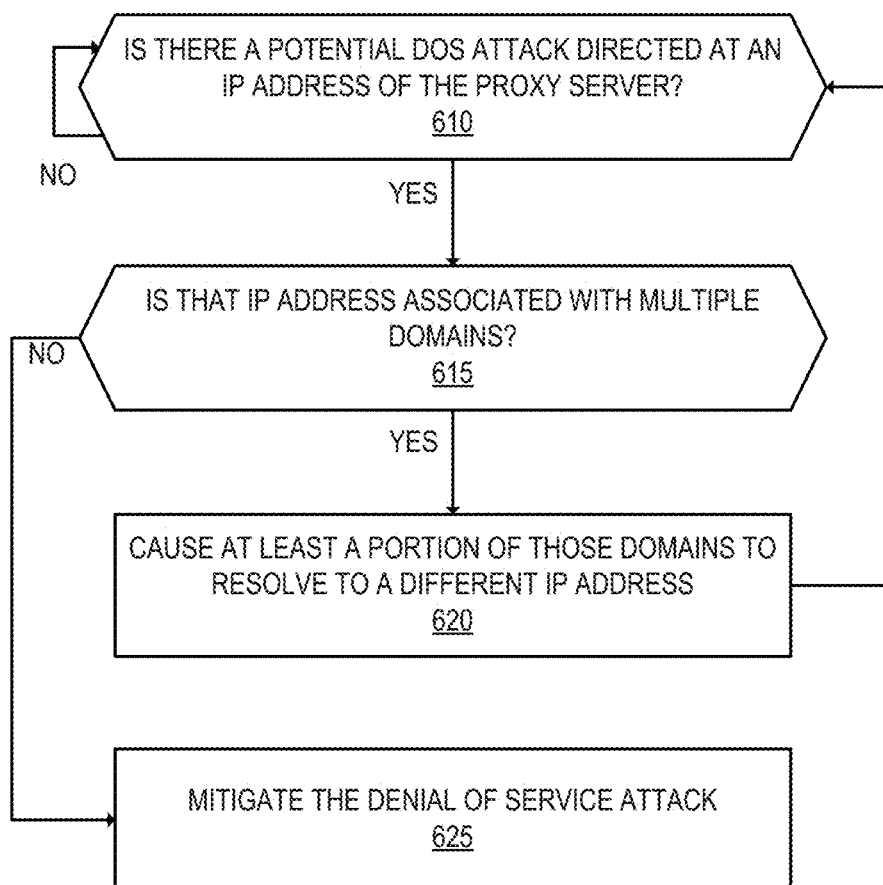 IS THERE A POTENTIAL DOS ATTACK DIRECTED AT AN
IP ADDRESS OF THE PROXY SERVER?
610
NO
YES
IS THAT IP ADDRESS ASSOCIATED WITH MULTIPLE
DOMAINS?
615
NO
YES
CAUSE AT LEAST A PORTION OF THOSE DOMAINS TO
RESOLVE TO A DIFFERENT IP ADDRESS
620
MITIGATE THE DENIAL OF SERVICE ATTACK
625